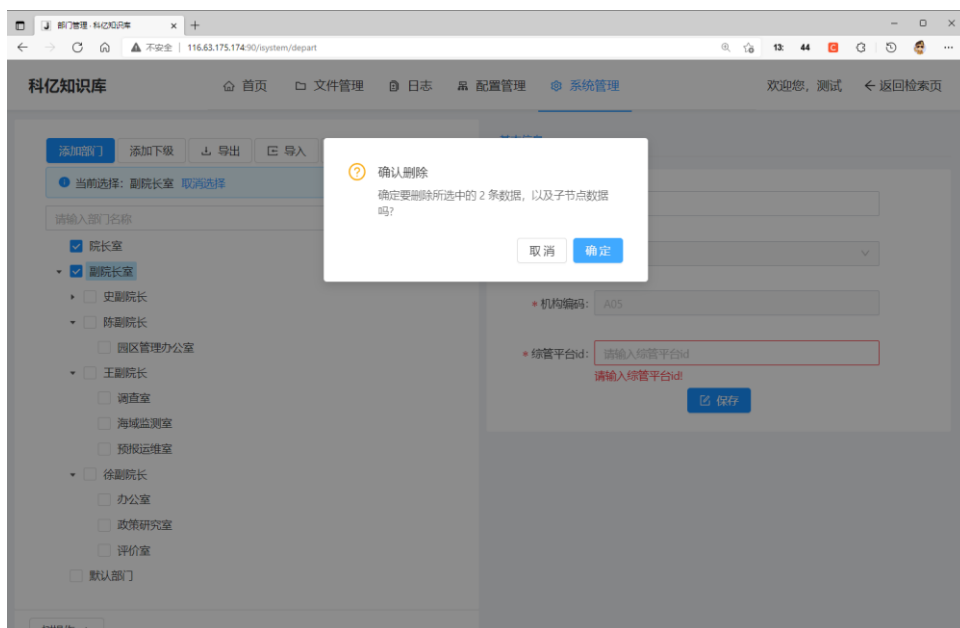 部门管理 · 科亿知识库
不安全 | 116.63.175.174:90/isystem/depart
13: 44
科亿知识库 首页 文件管理 日志 配置管理 系统管理 欢迎您，测试 返回检索页
添加部门 添加下级 导出 导入
基本信息
当前选择：副院长室 取消选择
请输入部门名称
确认删除
确定要删除所选中的 2 条数据，以及子节点数据
吗?
取 消 确 定
院长室
副院长室
史副院长
陈副院长
园区管理办公室
王副院长
调查室
海域监测室
预报运维室
徐副院长
办公室
政策研究室
评价室
默认部门
* 机构编码： A05
* 综管平台id： 请输入综管平台id
请输入综管平台id!
保存